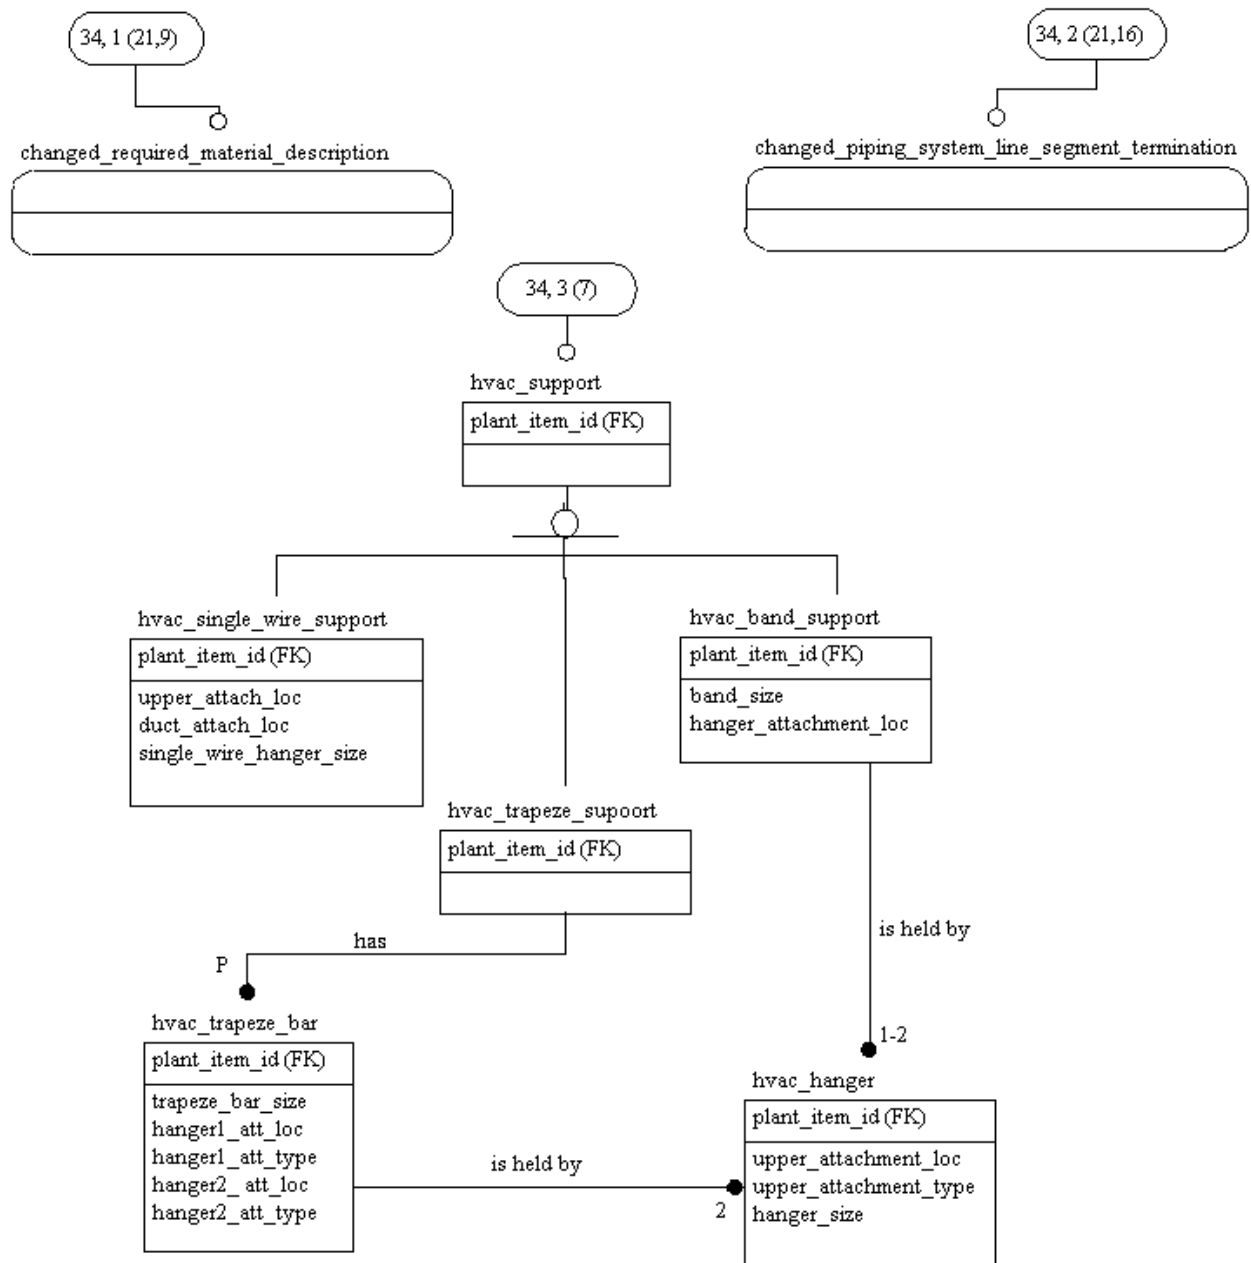 34, 1 (21,9)
34, 2 (21,16)
changed_required_material_description
changed_piping_system_line_segment_termination
34, 3 (7)
hvac_support
plant_item_id (FK)
hvac_single_wire_support
plant_item_id (FK)
upper_attach_loc
duct_attach_loc
single_wire_hanger_size
hvac_band_support
plant_item_id (FK)
band_size
hanger_attachment_loc
hvac_trapeze_supoort
plant_item_id (FK)
has
P
is held by
1-2
hvac_trapeze_bar
plant_item_id (FK)
trapeze_bar_size
hanger1_att_loc
hanger1_att_type
hanger2_ att_loc
hanger2_att_type
is held by
2
hvac_hanger
plant_item_id (FK)
upper_attachment_loc
upper_attachment_type
hanger_size